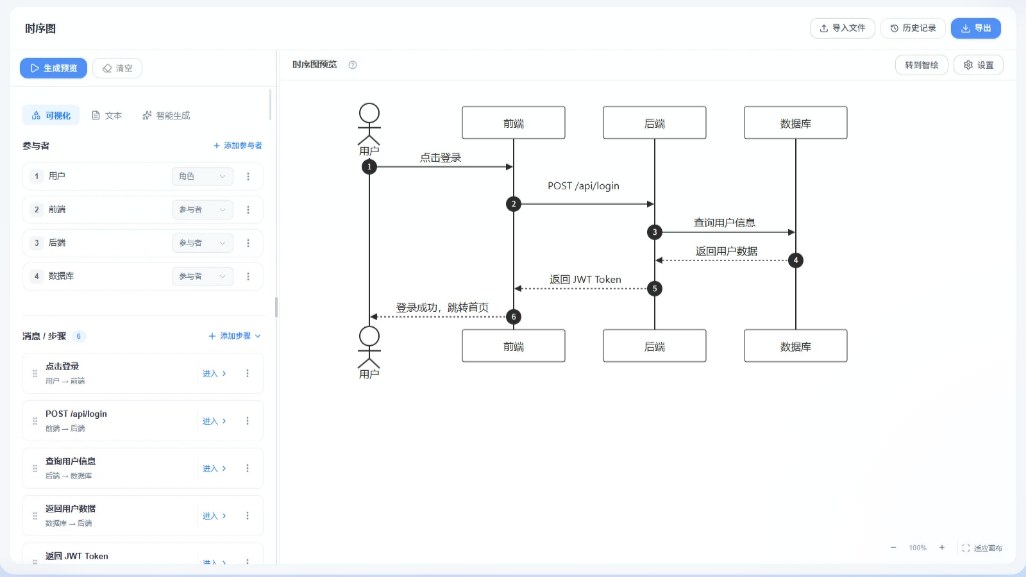 时序图
导入文件
历史记录
导出
生成预览
清空
时序图预览
转到智绘
设置
可视化
文本
智能生成
参与者
+ 添加参与者
1 用户 角色
2 前端 参与者
3 后端 参与者
4 数据库 参与者
消息 / 步骤 6
+ 添加步骤
点击登录
用户 → 前端
进入
POST /api/login
前端 → 后端
进入
查询用户信息
后端 → 数据库
进入
返回用户数据
数据库 → 后端
进入
返回 JWT Token
进入
用户
前端
后端
数据库
1
点击登录
POST /api/login
2
查询用户信息
3
返回用户数据
4
返回 JWT Token
5
登录成功，跳转首页
6
用户
前端
后端
数据库
− 100% +
适应画布